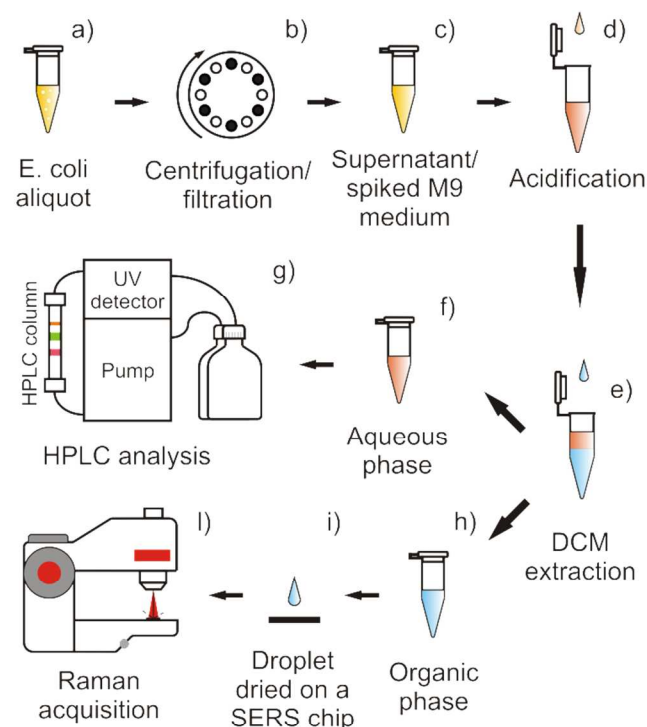 a)
E. coli
aliquot
b)
Centrifugation/
filtration
c)
Supernatant/
spiked M9
medium
d)
Acidification
e)
DCM
extraction
f)
Aqueous
phase
g)
UV
detector
Pump
HPLC column
HPLC analysis
h)
Organic
phase
i)
Droplet
dried on a
SERS chip
l)
Raman
acquisition